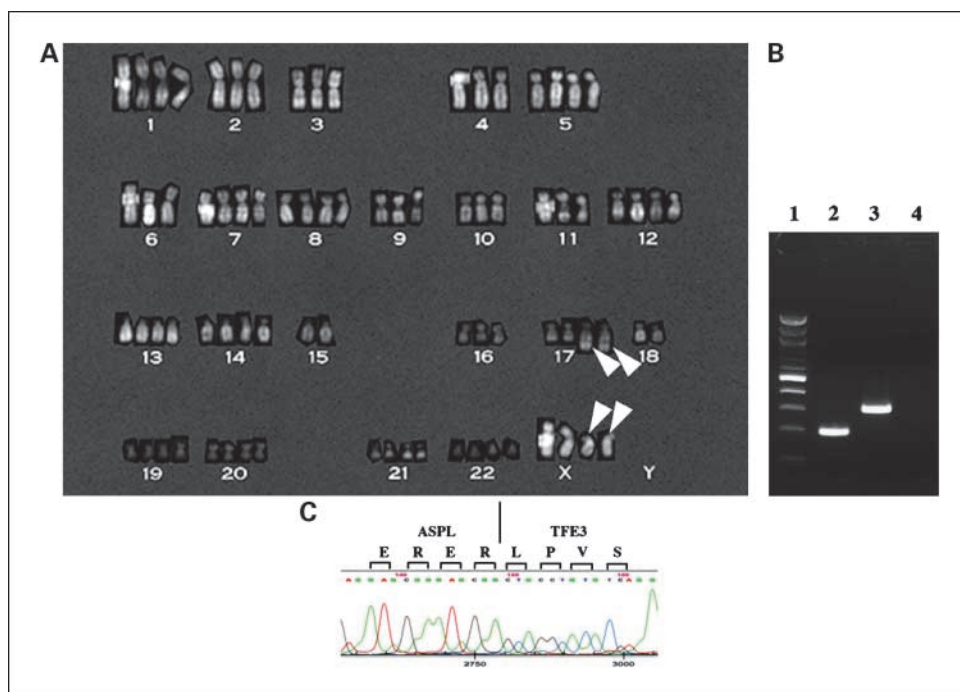 A
B
1 2 3 4 5
6 7 8 9 10 11 12
13 14 15 16 17 18
19 20 21 22 X Y
1 2 3 4
C
ASPL TFE3
E R E R L P V S
2750 3000